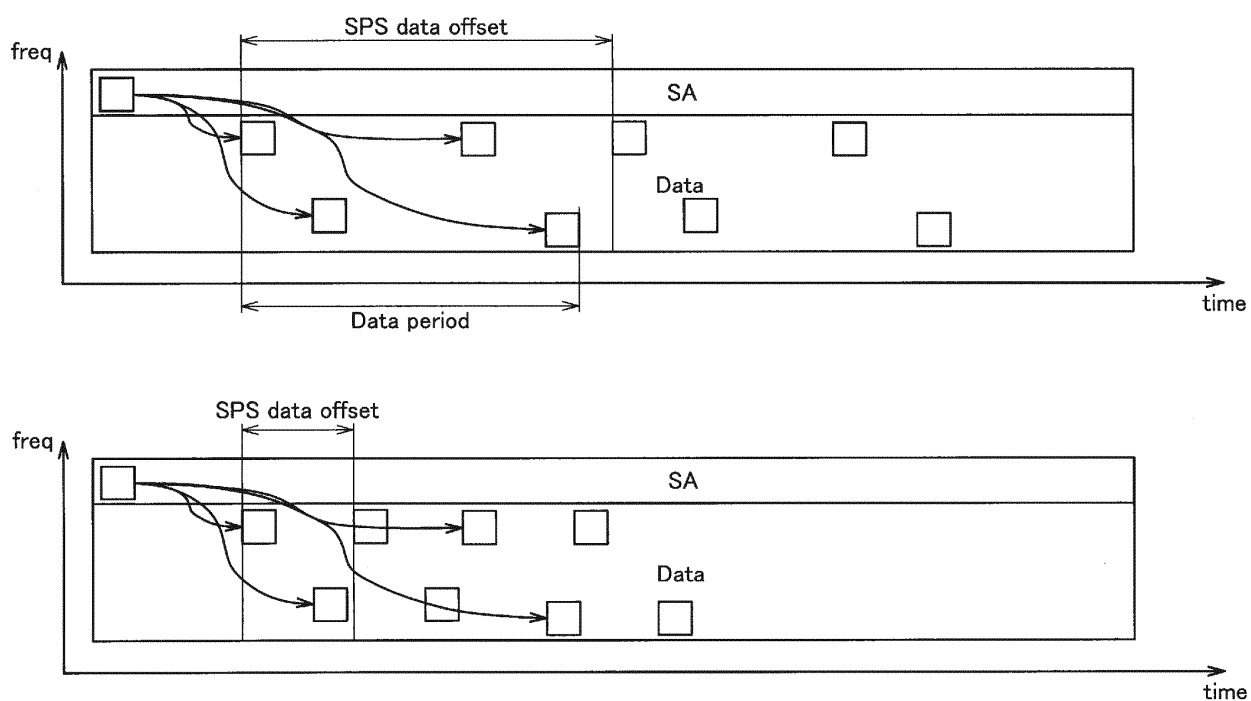 SPS data offset
freq
SA
Data
time
Data period
SPS data offset
freq
SA
Data
time